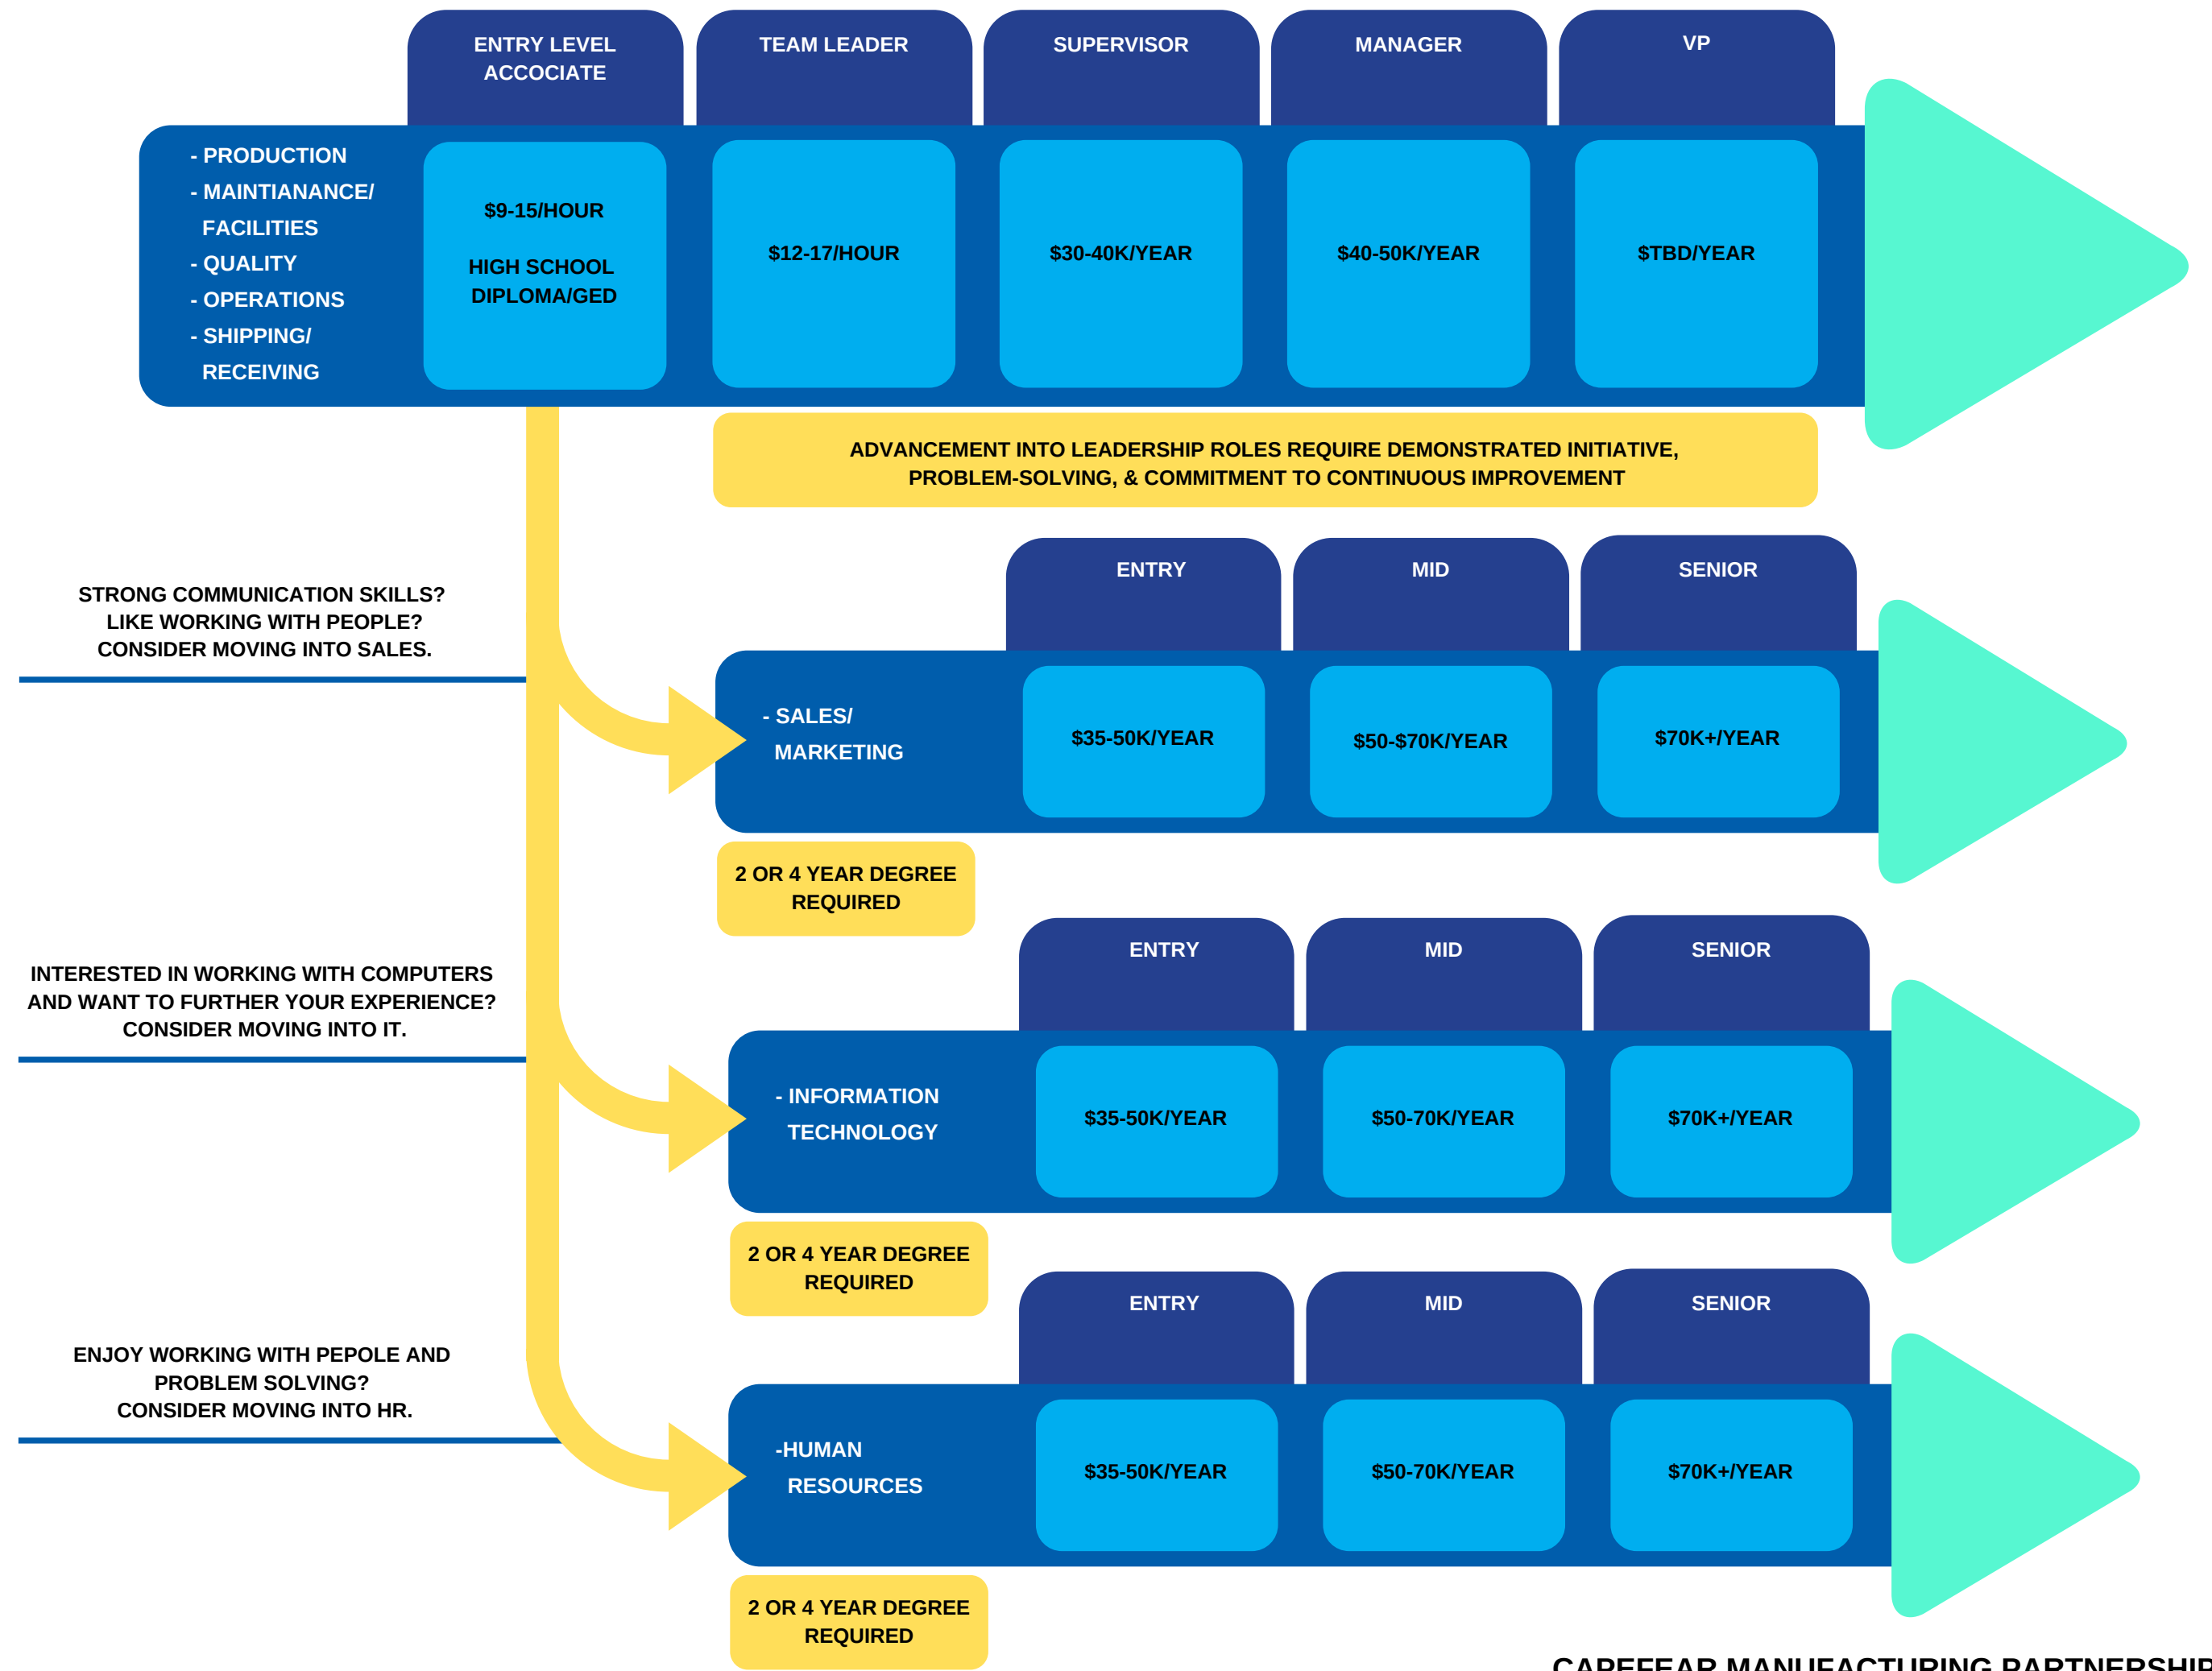 ENTRY LEVEL
ACCOCIATE
TEAM LEADER
SUPERVISOR
MANAGER
VP
- PRODUCTION
- MAINTIANANCE/
FACILITIES
- QUALITY
- OPERATIONS
- SHIPPING/
RECEIVING
$9-15/HOUR
HIGH SCHOOL
DIPLOMA/GED
$12-17/HOUR
$30-40K/YEAR
$40-50K/YEAR
$TBD/YEAR
ADVANCEMENT INTO LEADERSHIP ROLES REQUIRE DEMONSTRATED INITIATIVE,
PROBLEM-SOLVING, & COMMITMENT TO CONTINUOUS IMPROVEMENT
STRONG COMMUNICATION SKILLS?
LIKE WORKING WITH PEOPLE?
CONSIDER MOVING INTO SALES.
ENTRY
MID
SENIOR
- SALES/
MARKETING
$35-50K/YEAR
$50-$70K/YEAR
$70K+/YEAR
2 OR 4 YEAR DEGREE
REQUIRED
INTERESTED IN WORKING WITH COMPUTERS
AND WANT TO FURTHER YOUR EXPERIENCE?
CONSIDER MOVING INTO IT.
ENTRY
MID
SENIOR
- INFORMATION
TECHNOLOGY
$35-50K/YEAR
$50-70K/YEAR
$70K+/YEAR
2 OR 4 YEAR DEGREE
REQUIRED
ENJOY WORKING WITH PEPOLE AND
PROBLEM SOLVING?
CONSIDER MOVING INTO HR.
ENTRY
MID
SENIOR
-HUMAN
RESOURCES
$35-50K/YEAR
$50-70K/YEAR
$70K+/YEAR
2 OR 4 YEAR DEGREE
REQUIRED
CAPEFEAR MANUFACTURING PARTNERSHIP